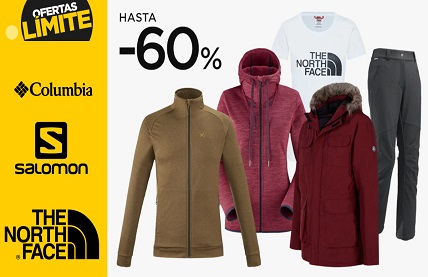 OFERTAS
LÍMITE
HASTA
-60%
Columbia
SALOMON
THE
NORTH
FACE
THE
NORTH
FACE